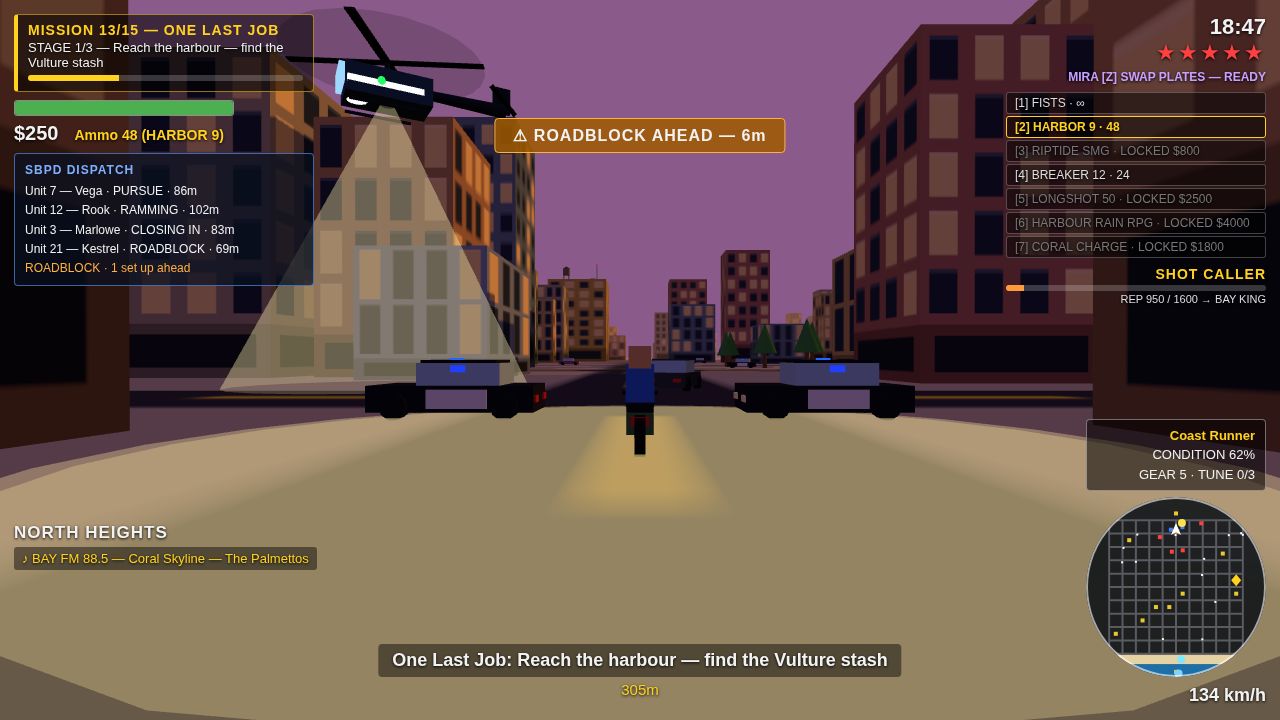 MISSION 13/15 — ONE LAST JOB
STAGE 1/3 — Reach the harbour — find the
Vulture stash
$250 Ammo 48 (HARBOR 9)
SBPD DISPATCH
Unit 7 — Vega · PURSUE · 86m
Unit 12 — Rook · RAMMING · 102m
Unit 3 — Marlowe · CLOSING IN · 83m
Unit 21 — Kestrel · ROADBLOCK · 69m
ROADBLOCK · 1 set up ahead
⚠ ROADBLOCK AHEAD — 6m
18:47
★★★★★
MIRA [Z] SWAP PLATES — READY
[1] FISTS · ∞
[2] HARBOR 9 · 48
[3] RIPTIDE SMG · LOCKED $800
[4] BREAKER 12 · 24
[5] LONGSHOT 50 · LOCKED $2500
[6] HARBOUR RAIN RPG · LOCKED $4000
[7] CORAL CHARGE · LOCKED $1800
SHOT CALLER
REP 950 / 1600 → BAY KING
Coast Runner
CONDITION 62%
GEAR 5 · TUNE 0/3
NORTH HEIGHTS
♪ BAY FM 88.5 — Coral Skyline — The Palmettos
One Last Job: Reach the harbour — find the Vulture stash
305m
134 km/h